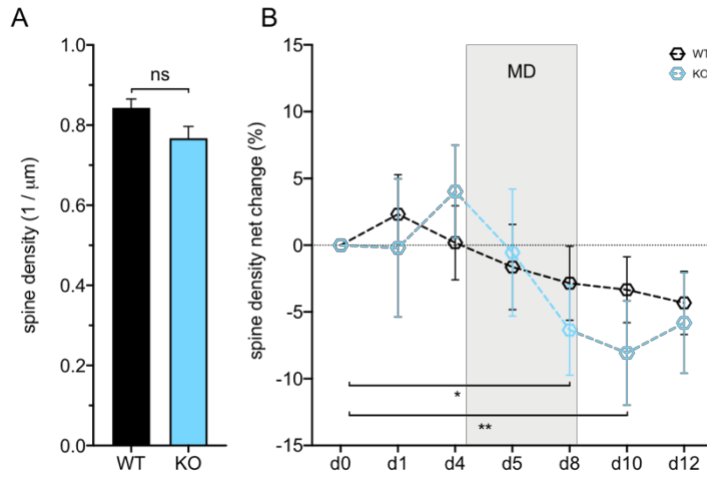 A
B
1.0
0.8
0.6
0.4
0.2
0.0
spine density (1 / μm)
ns
WT KO
15
10
5
0
-5
-10
-15
spine density net change (%)
MD
WT
KO
*
**
d0 d1 d4 d5 d8 d10 d12